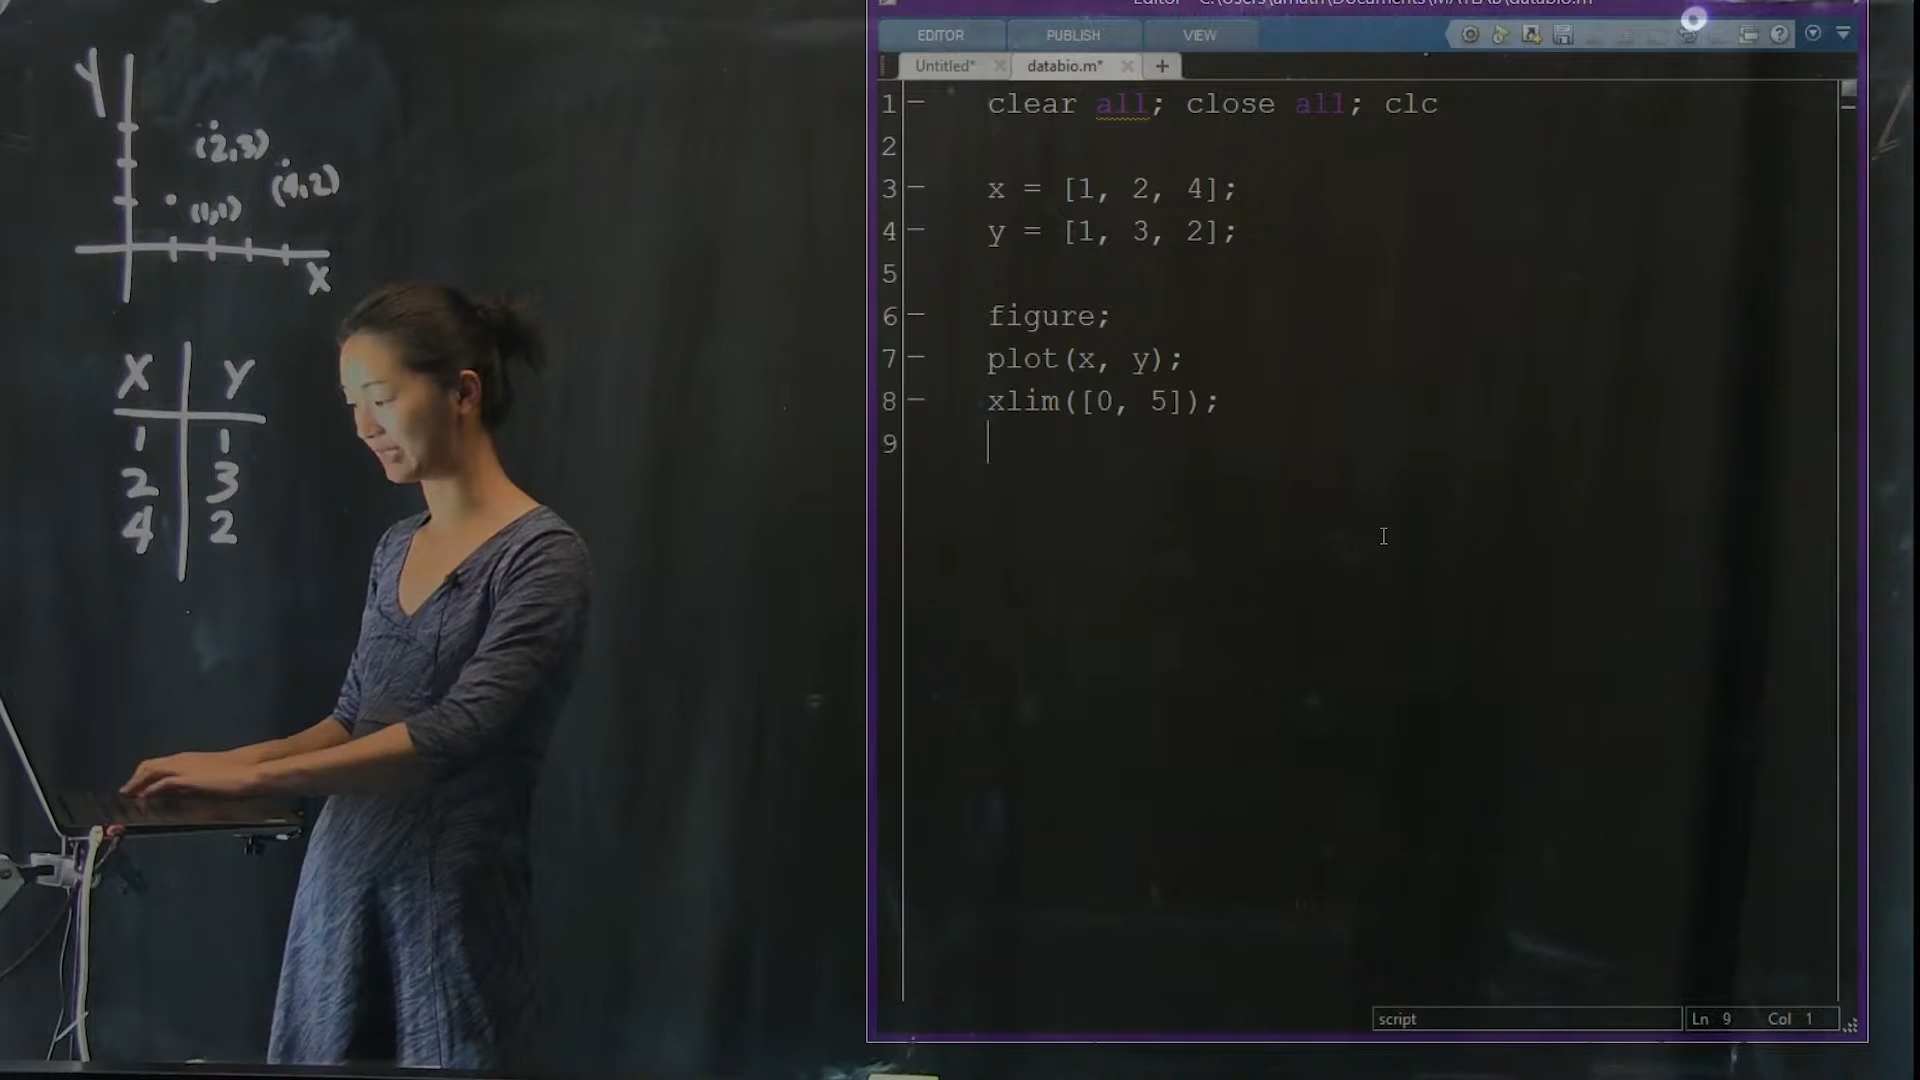 Y
(2,3)
(4,2)
(1,1)
X
X Y
1 1
2 3
4 2
EDITOR PUBLISH VIEW
Untitled* databio.m* +
1 clear all; close all; clc
2
3 x = [1, 2, 4];
4 y = [1, 3, 2];
5
6 figure;
7 plot(x, y);
8 xlim([0, 5]);
9
script Ln 9 Col 1